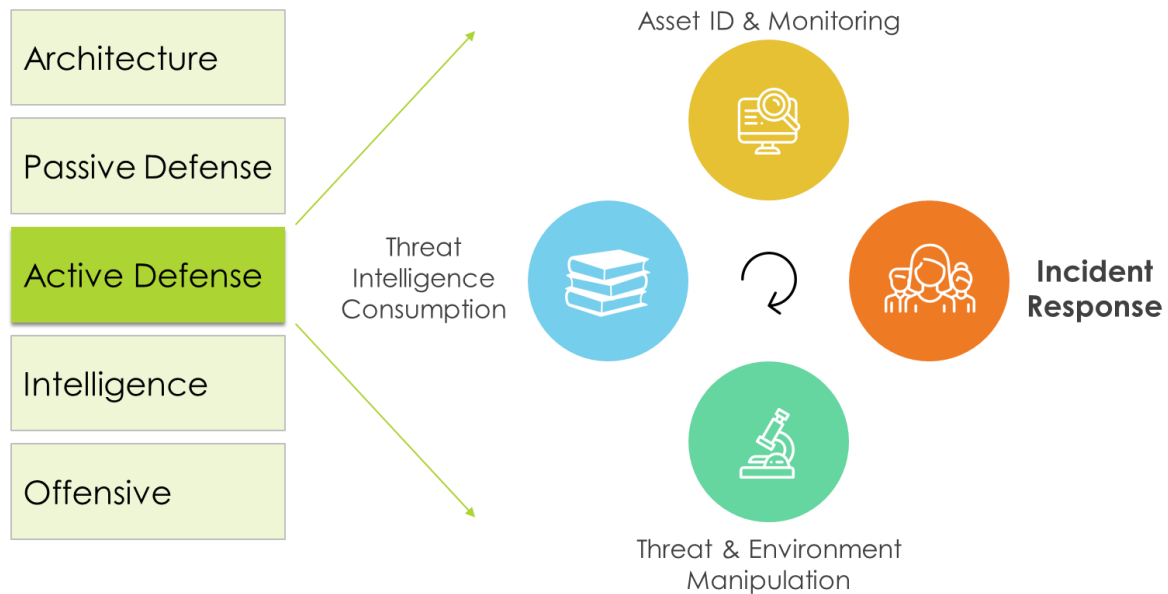 Architecture
Passive Defense
Active Defense
Intelligence
Offensive
Asset ID & Monitoring
Threat
Intelligence
Consumption
Incident
Response
Threat & Environment
Manipulation